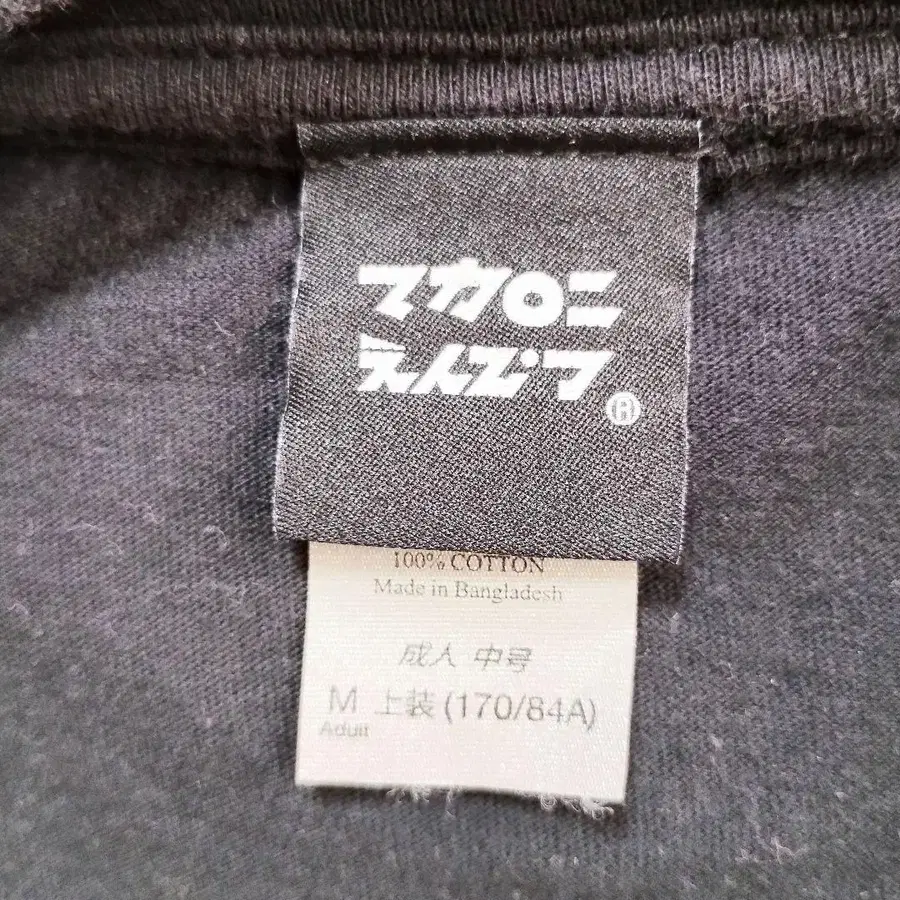 マカロニ
えんぴつ®
100% COTTON
Made in Bangladesh
成人 中号
M 上装 (170/84A)
Adult